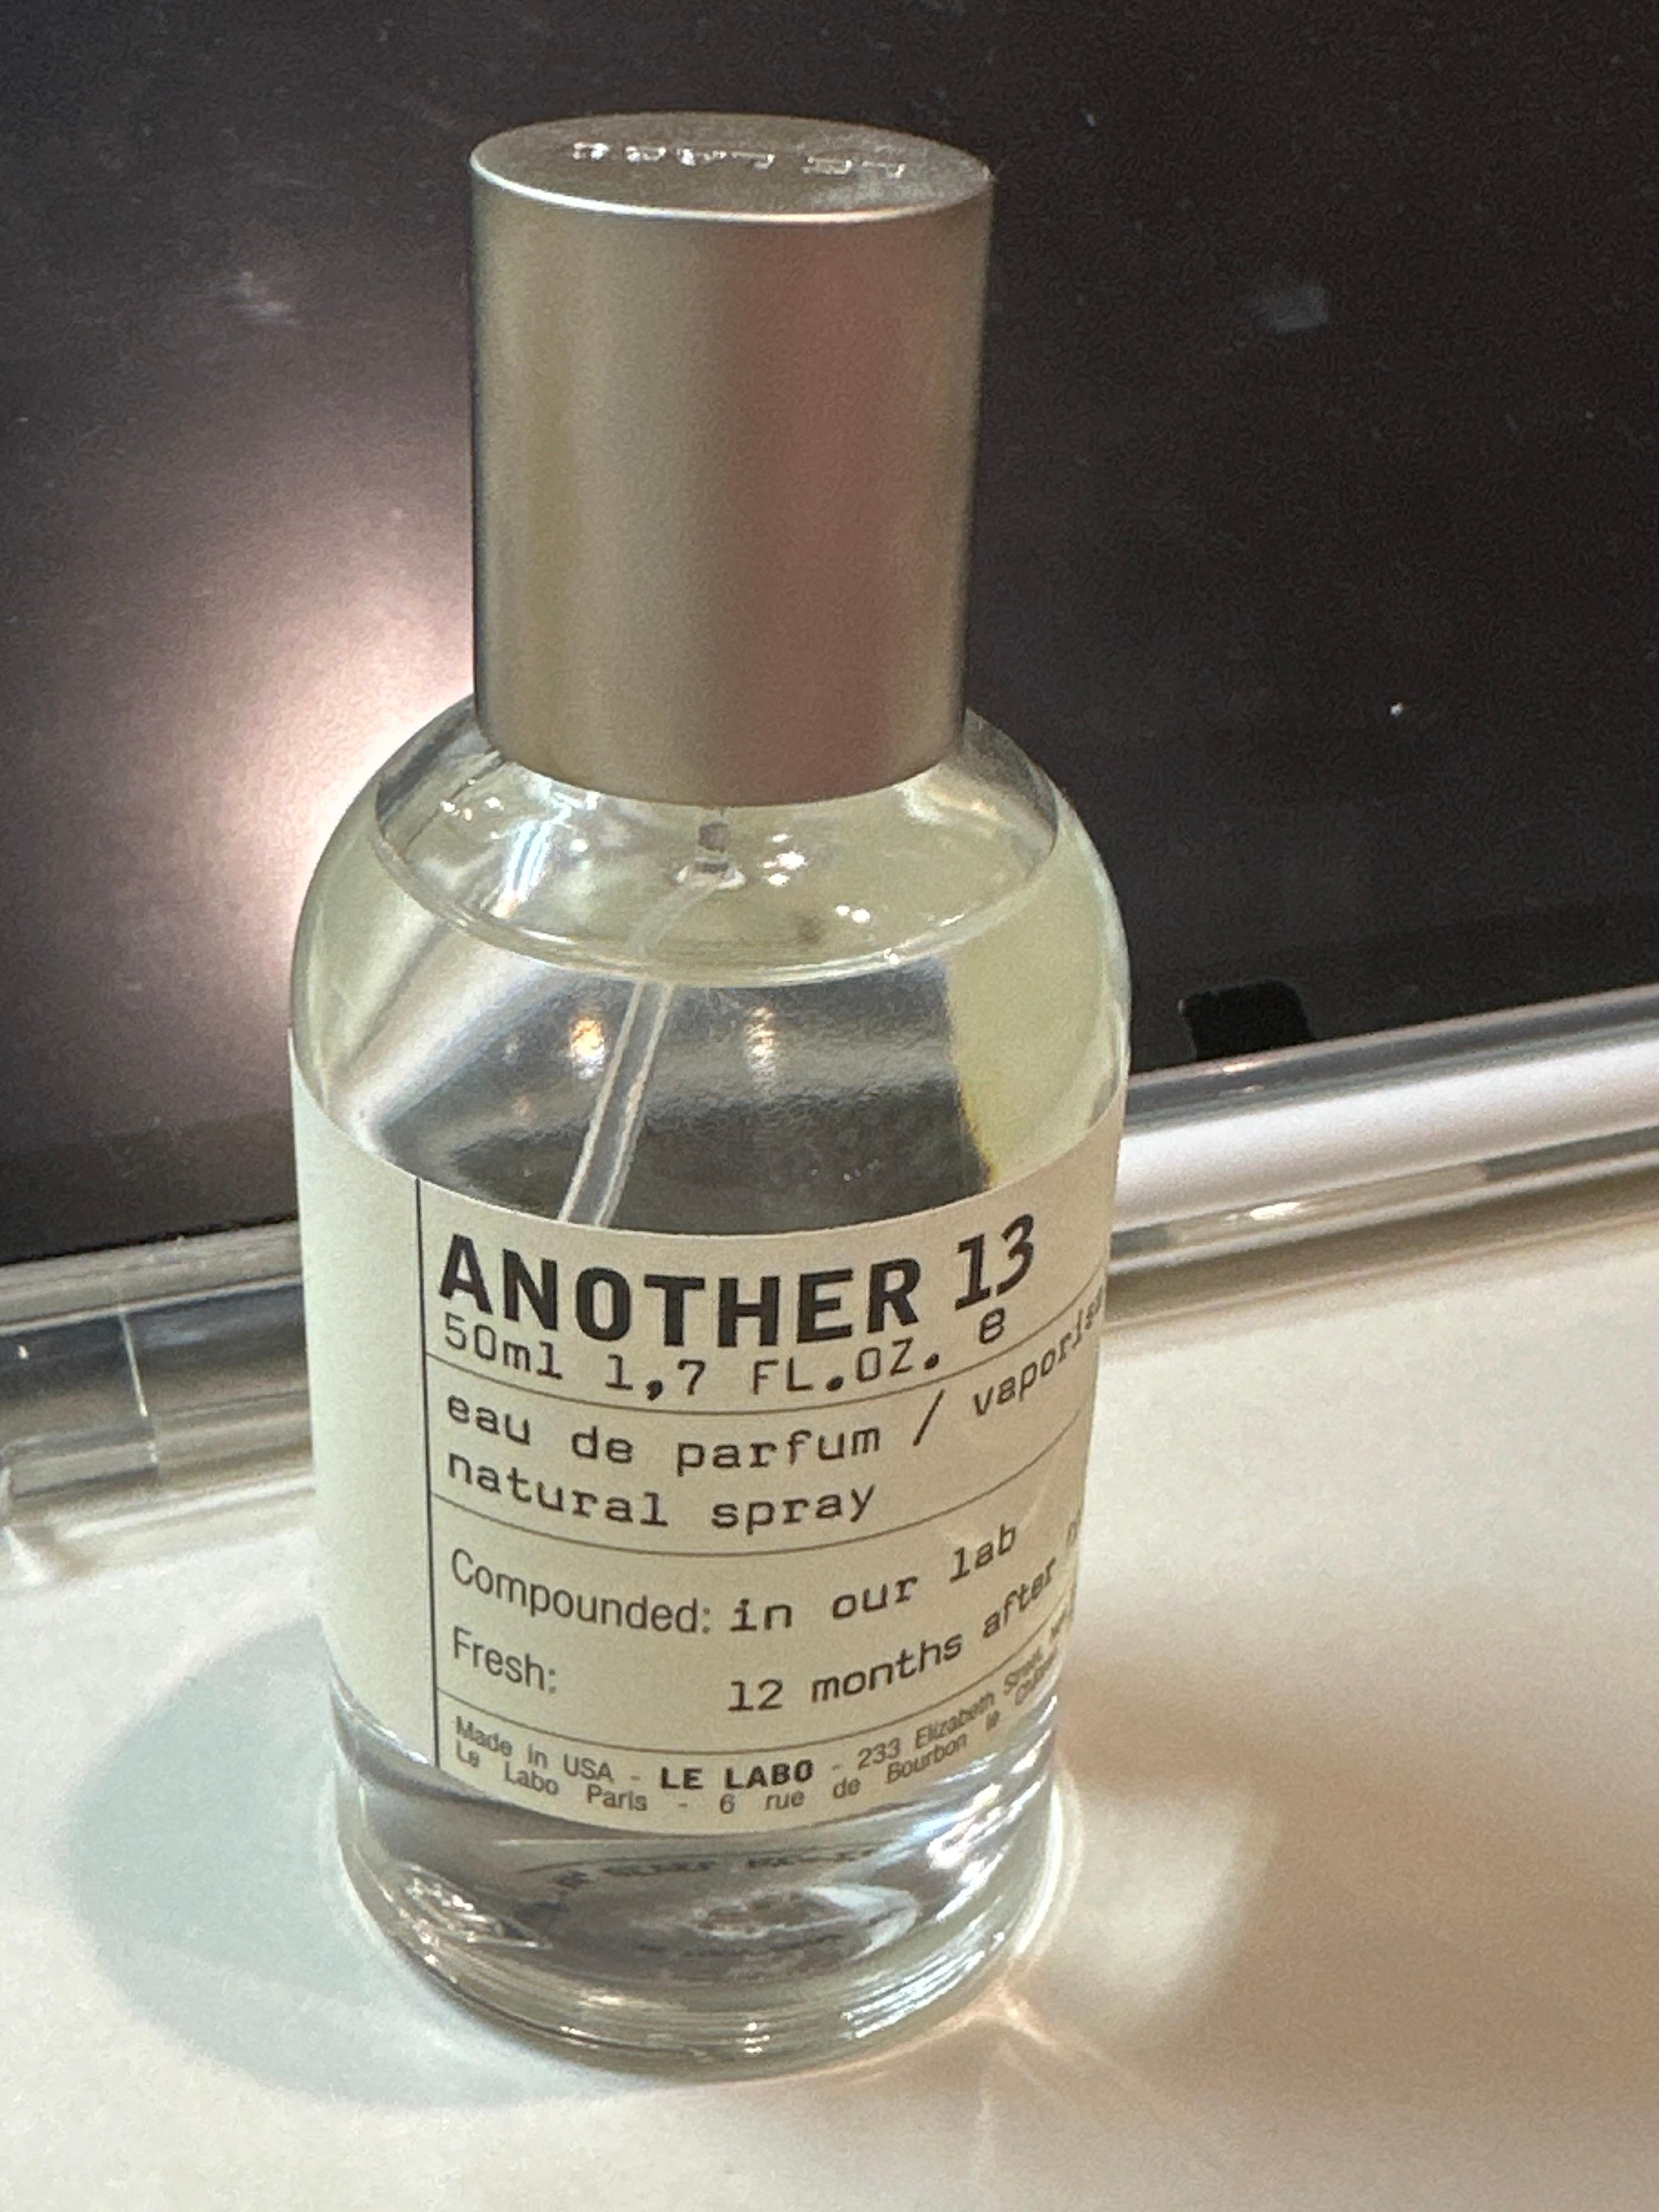 ANOTHER 13
50ml 1,7 FL.OZ. e
eau de parfum /
natural spray
Compounded: in our lab
Fresh: 12 months after
Made in USA - LE LABO - 233 Elizabeth Street,
Le Labo Paris - 6 rue de Bourbon le